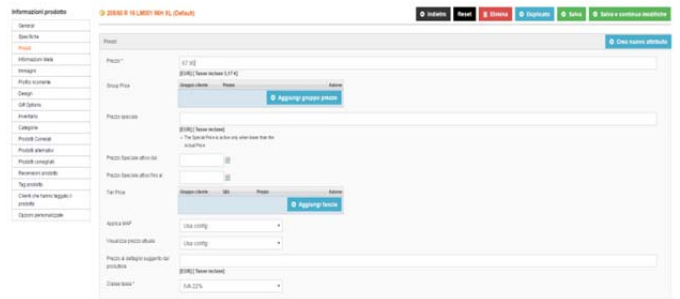 Informazioni prodotto
General
Specifiche
Prezzi
Informazioni Meta
Immagini
Profilo ricorrente
Design
Gift Options
Inventario
Categorie
Prodotti Correlati
Prodotti alternativi
Prodotti consigliati
Recensioni prodotto
Tag prodotto
Clienti che hanno taggato il
prodotto
Opzioni personalizzate
205/60 R 16 LM001 96H XL (Default)
Indietro Reset Elimina Duplicato Salva Salva e continua modifiche
Prezzi
Crea nuovo attributo
Prezzo *
[EUR]
Group Price
Gruppo cliente Prezzo Azione
Aggiungi gruppo prezzo
Prezzo speciale
[EUR] [ Tasse incluse]
The Special Price is active only when lower than the
Actual Price
Prezzo Speciale attivo dal
Prezzo Speciale attivo fino al
Tier Price
Gruppo cliente Qtà Prezzo Azione
Aggiungi fascia
Applica MAP
Usa config
Visualizza prezzo attuale
Usa config
Prezzo al dettaglio suggerito dal
produttore
[EUR] [ Tasse incluse]
Classe tasse *
IVA 22%